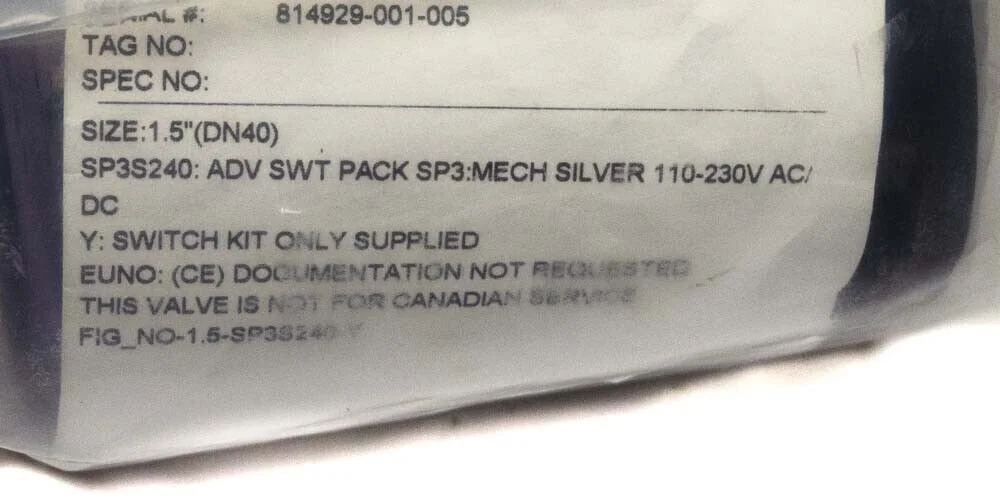 SERIAL #: 814929-001-005
TAG NO:
SPEC NO:
SIZE:1.5"(DN40)
SP3S240: ADV SWT PACK SP3:MECH SILVER 110-230V AC/
DC
Y: SWITCH KIT ONLY SUPPLIED
EUNO: (CE) DOCUMENTATION NOT REQUESTED
THIS VALVE IS NOT FOR CANADIAN SERVICE
FIG_NO-1.5-SP3S240-Y